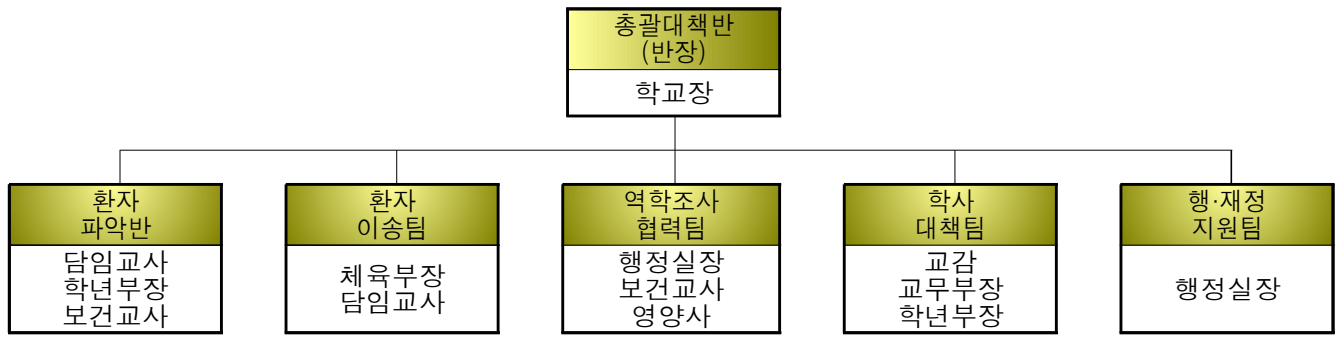 총괄대책반
(반장)
학교장
환자
파악반
담임교사
학년부장
보건교사
환자
이송팀
체육부장
담임교사
역학조사
협력팀
행정실장
보건교사
영양사
학사
대책팀
교감
교무부장
학년부장
행·재정
지원팀
행정실장